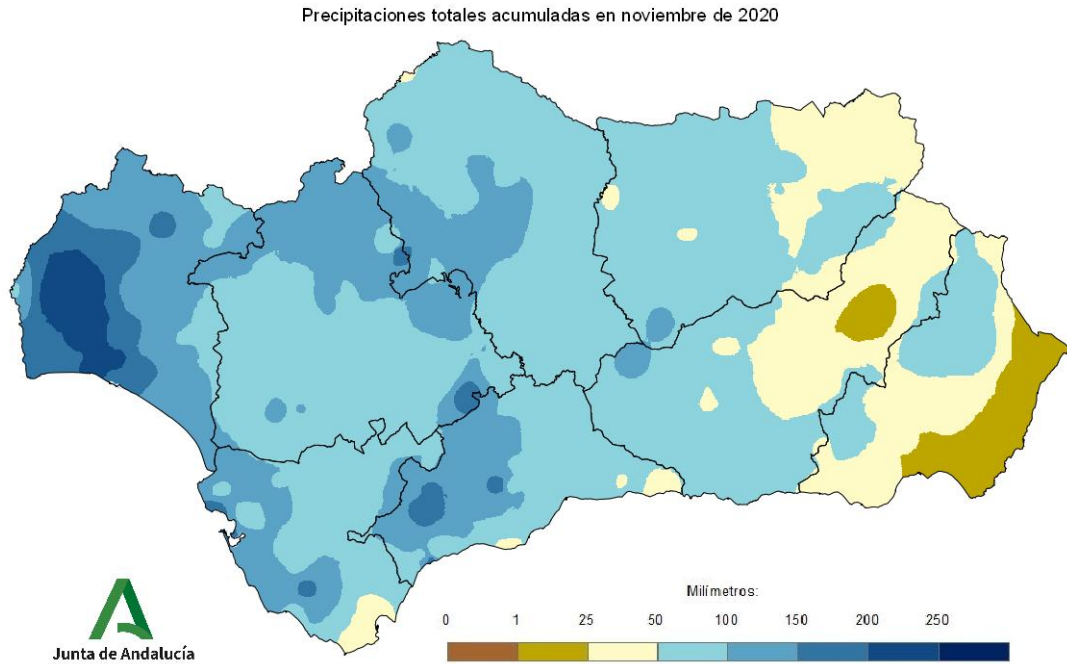 Precipitaciones totales acumuladas en noviembre de 2020
Milímetros:
0 1 25 50 100 150 200 250
Junta de Andalucía